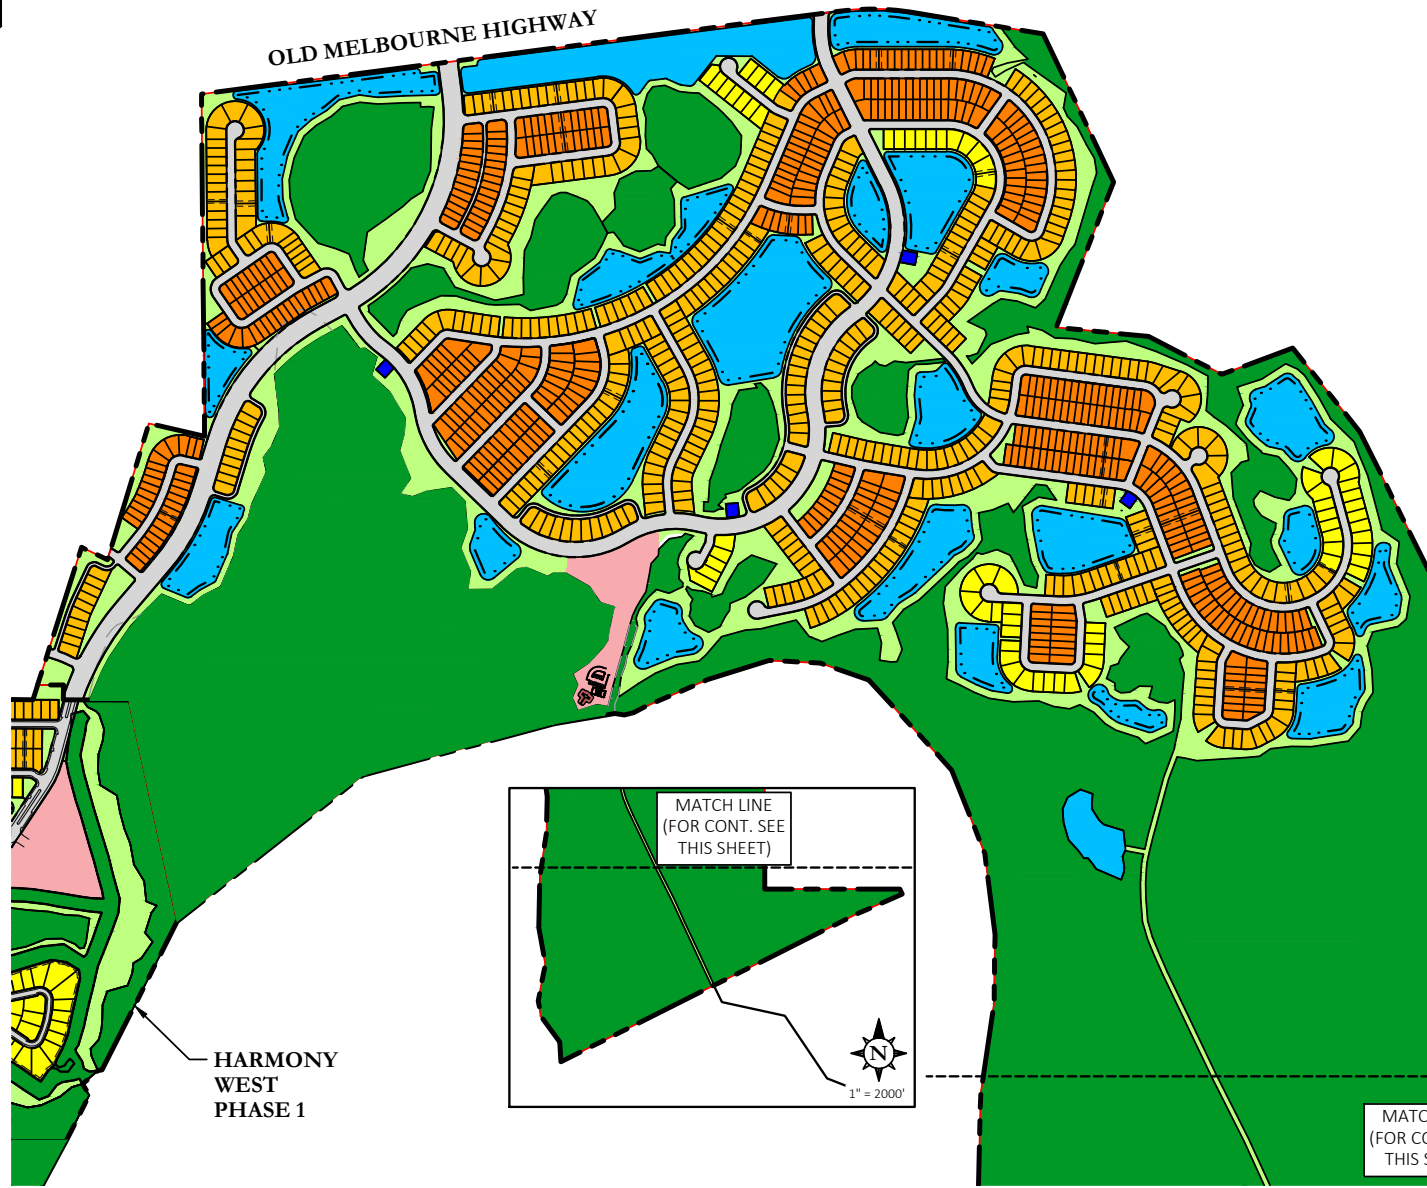 OLD MELBOURNE HIGHWAY
MATCH LINE
(FOR CONT. SEE
THIS SHEET)
N
1" = 2000'
HARMONY
WEST
PHASE 1
MATC
(FOR CO
THIS S